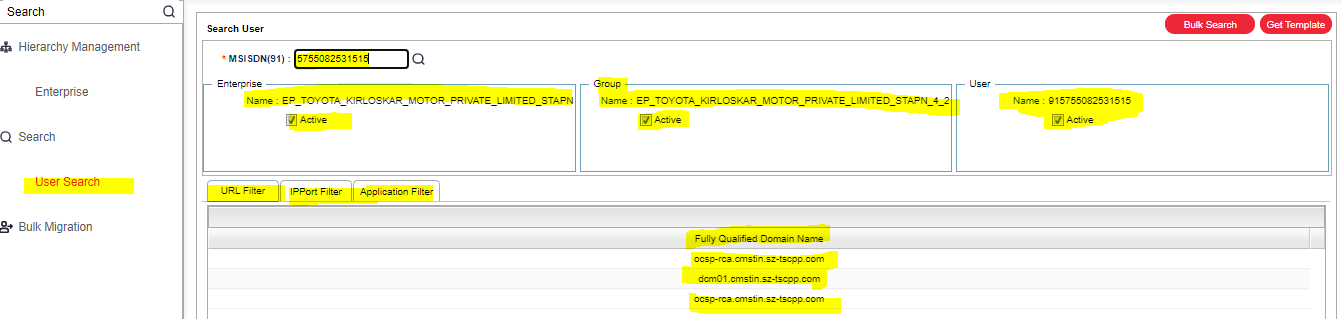 Search
Hierarchy Management
Enterprise
Search
User Search
Bulk Migration
Search User
Bulk Search
Get Template
* MSISDN(91) : 5755082531515
Enterprise
Name : EP_TOYOTA_KIRLOSKAR_MOTOR_PRIVATE_LIMITED_STAPN
Active
Group
Name : EP_TOYOTA_KIRLOSKAR_MOTOR_PRIVATE_LIMITED_STAPN_4_2
Active
User
Name : 915755082531515
Active
URL Filter
IPPort Filter
Application Filter
Fully Qualified Domain Name
ocsp-rca.cmstin.sz-tscpp.com
dcm01.cmstin.sz-tscpp.com
ocsp-rca.cmstin.sz-tscpp.com